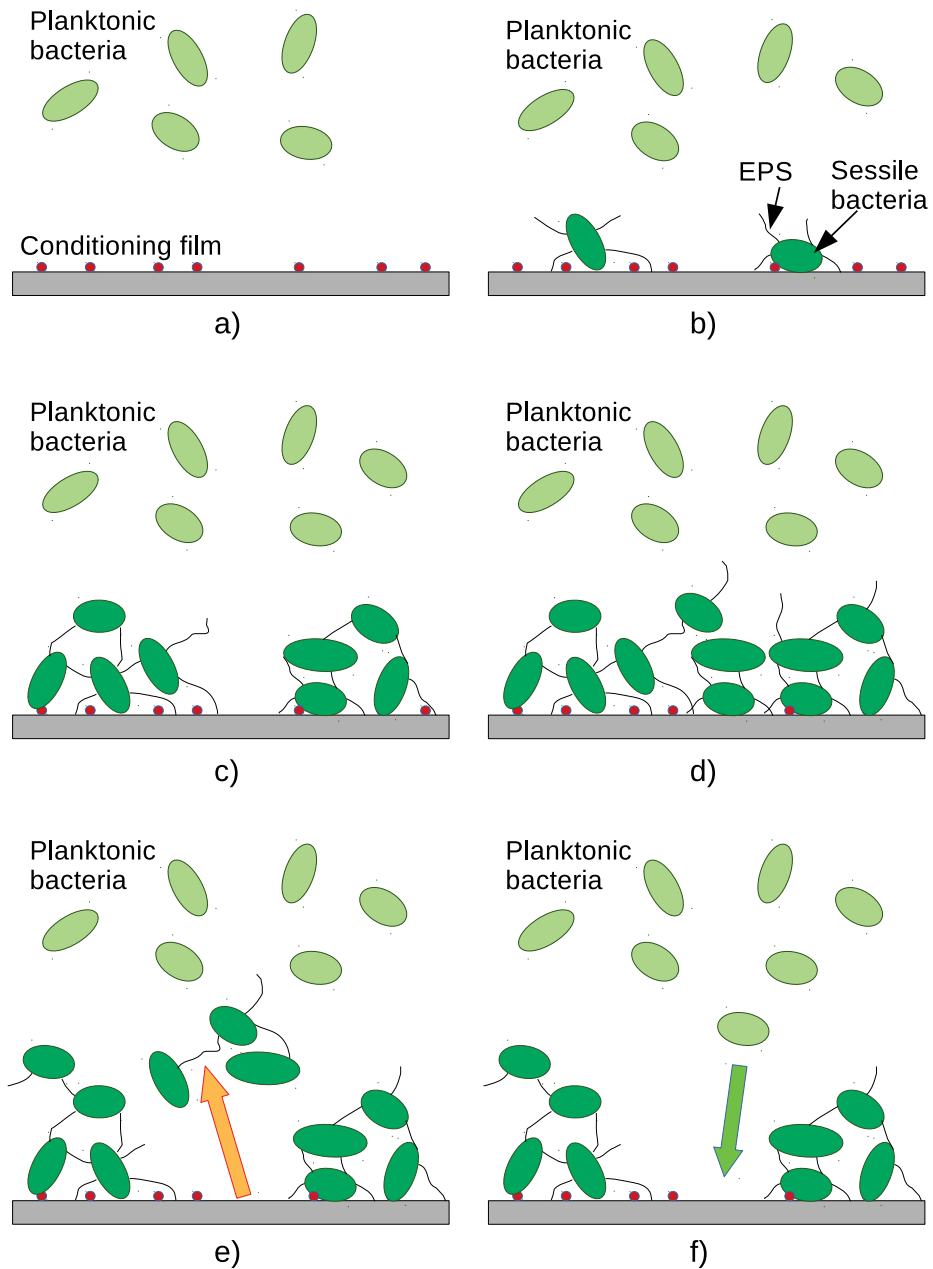 Planktonic
bacteria
Conditioning film
a)
Planktonic
bacteria
EPS
Sessile
bacteria
b)
Planktonic
bacteria
c)
Planktonic
bacteria
d)
Planktonic
bacteria
e)
Planktonic
bacteria
f)